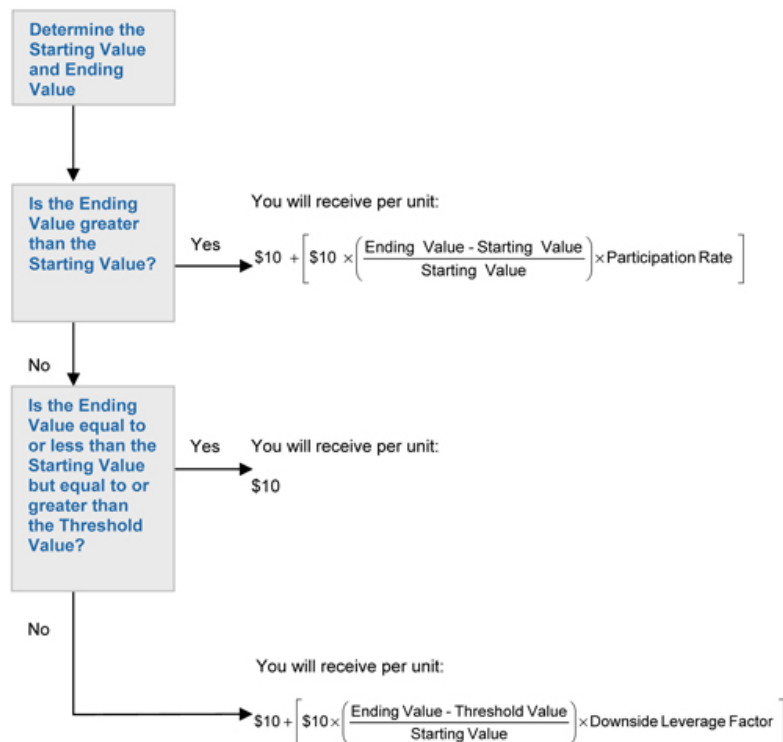 Determine the
Starting Value
and Ending
Value
Is the Ending
Value greater
than the
Starting Value?
Yes
You will receive per unit:
$10 + [ $10 × ( Ending Value - Starting Value / Starting Value ) × Participation Rate ]
No
Is the Ending
Value equal to
or less than the
Starting Value
but equal to or
greater than
the Threshold
Value?
Yes
You will receive per unit:
$10
No
You will receive per unit:
$10 + [ $10 × ( Ending Value - Threshold Value / Starting Value ) × Downside Leverage Factor ]